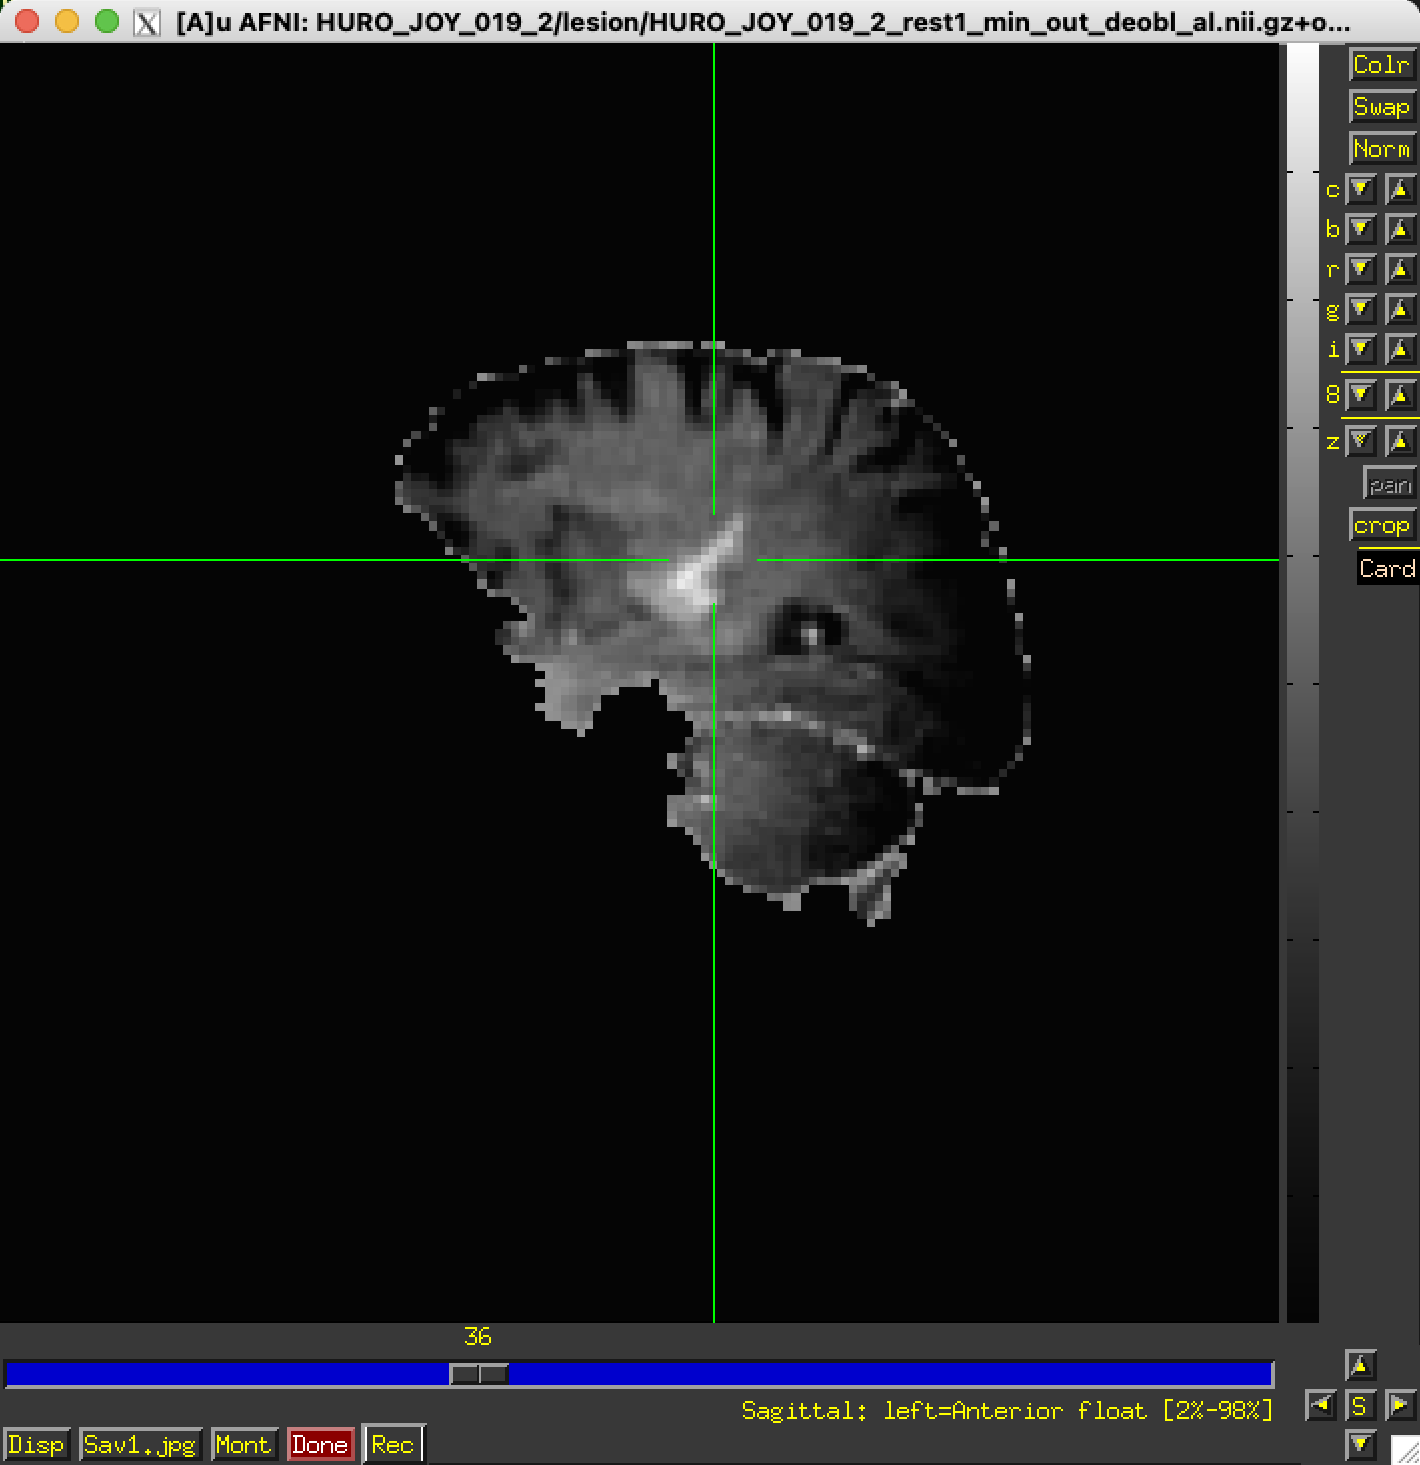 [A]u AFNI: HURO_JOY_019_2/lesion/HURO_JOY_019_2_rest1_min_out_deobl_al.nii.gz+o...
Colr
Swap
Norm
c
b
r
g
i
8
z
pan
crop
Card
36
Sagittal: left=Anterior float [2%-98%]
S
Disp Sav1.jpg Mont Done Rec